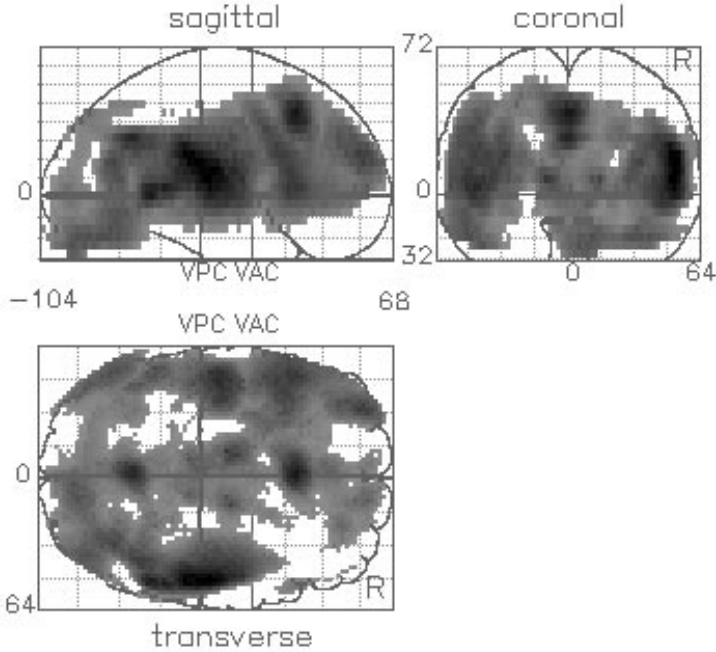 sagittal
coronal
72
R
0
0
32
VPC VAC
0
64
−104
68
VPC VAC
0
R
64
transverse